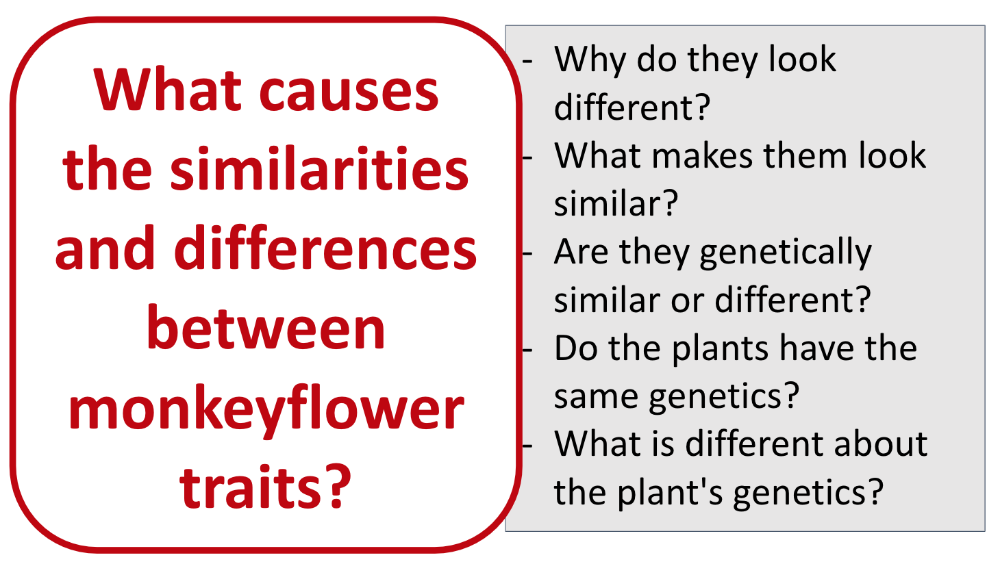 What causes
the similarities
and differences
between
monkeyflower
traits?
- Why do they look
different?
- What makes them look
similar?
- Are they genetically
similar or different?
- Do the plants have the
same genetics?
- What is different about
the plant's genetics?